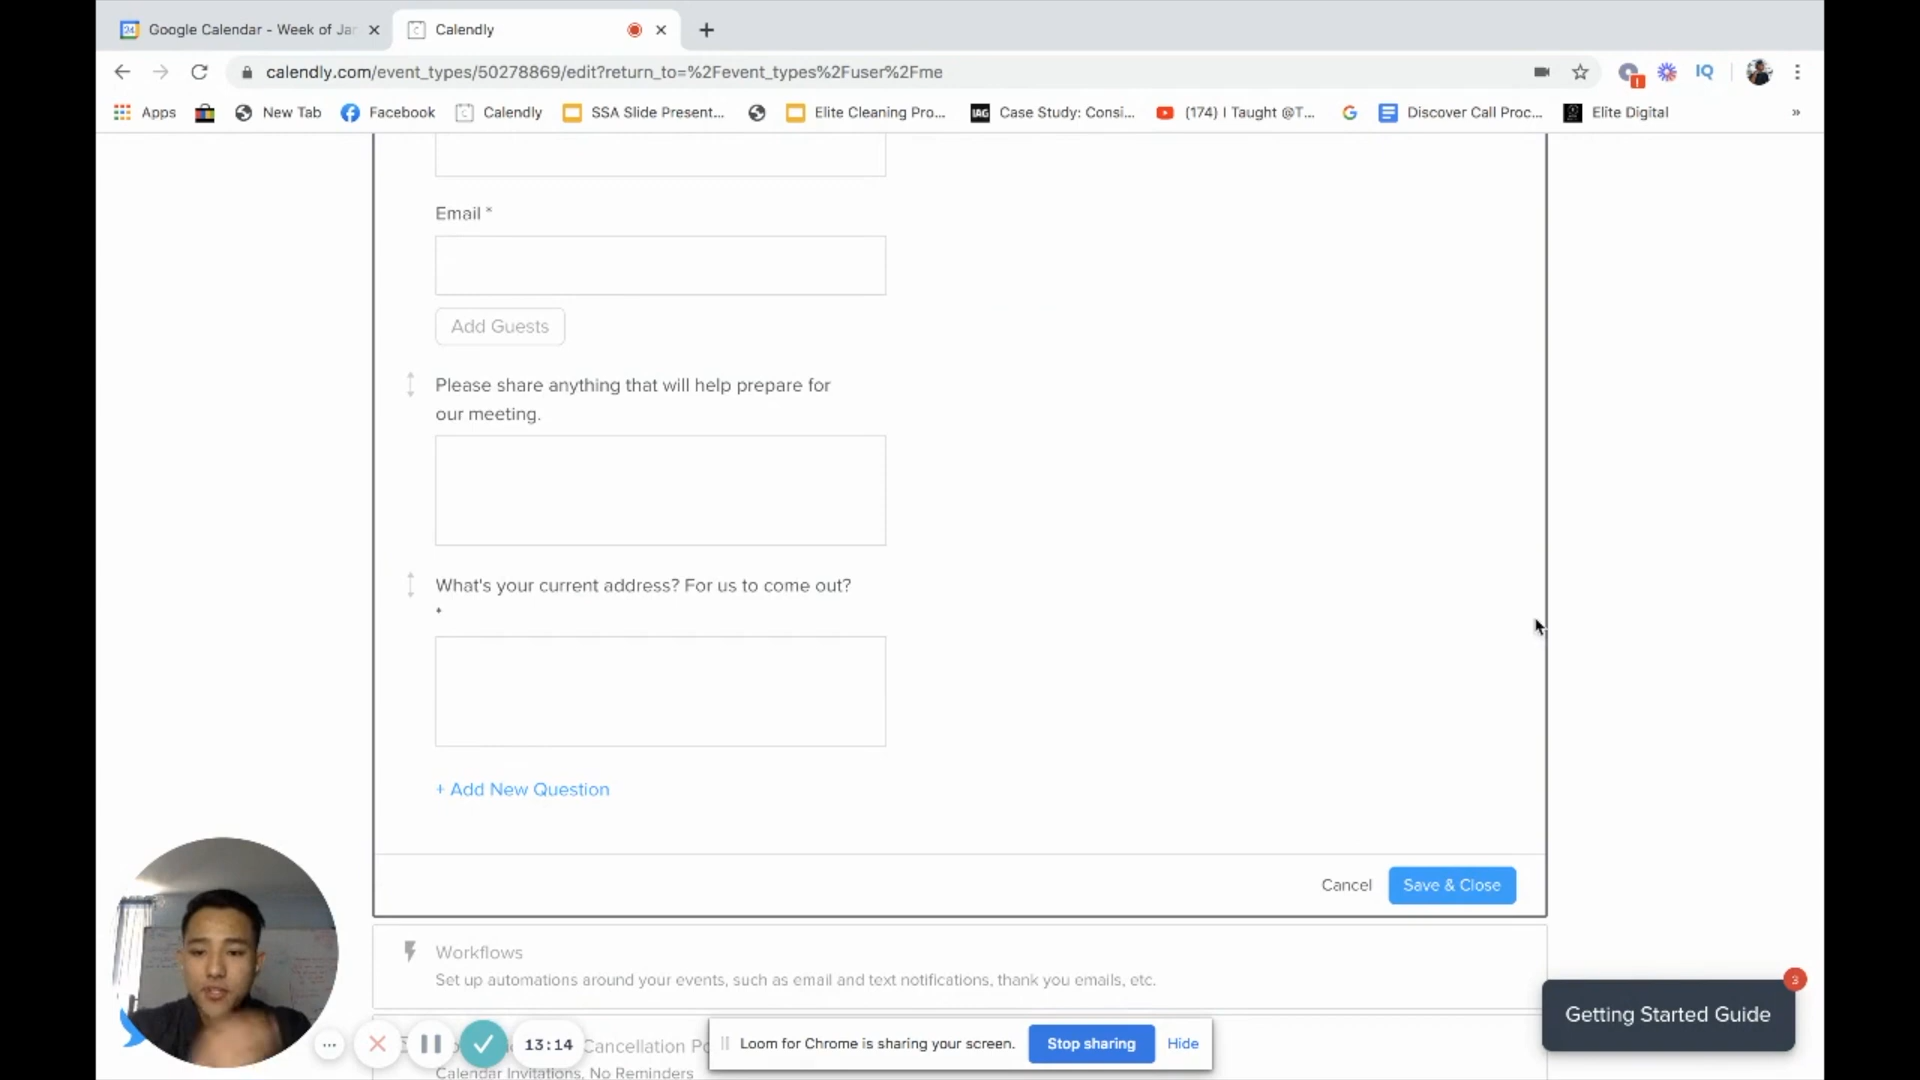 Google Calendar - Week of Jar
Calendly
calendly.com/event_types/50278869/edit?return_to=%2Fevent_types%2Fuser%2Fme
IQ
Apps
New Tab
Facebook
Calendly
SSA Slide Present...
Elite Cleaning Pro...
IAG
Case Study: Consi...
(174) I Taught @T...
Discover Call Proc...
Elite Digital
»
Email *
Add Guests
Please share anything that will help prepare for
our meeting.
What's your current address? For us to come out?
*
+ Add New Question
Cancel
Save & Close
Workflows
Set up automations around your events, such as email and text notifications, thank you emails, etc.
3
Getting Started Guide
13:14
Cancellation Po
Loom for Chrome is sharing your screen.
Stop sharing
Hide
Calendar Invitations, No Reminders